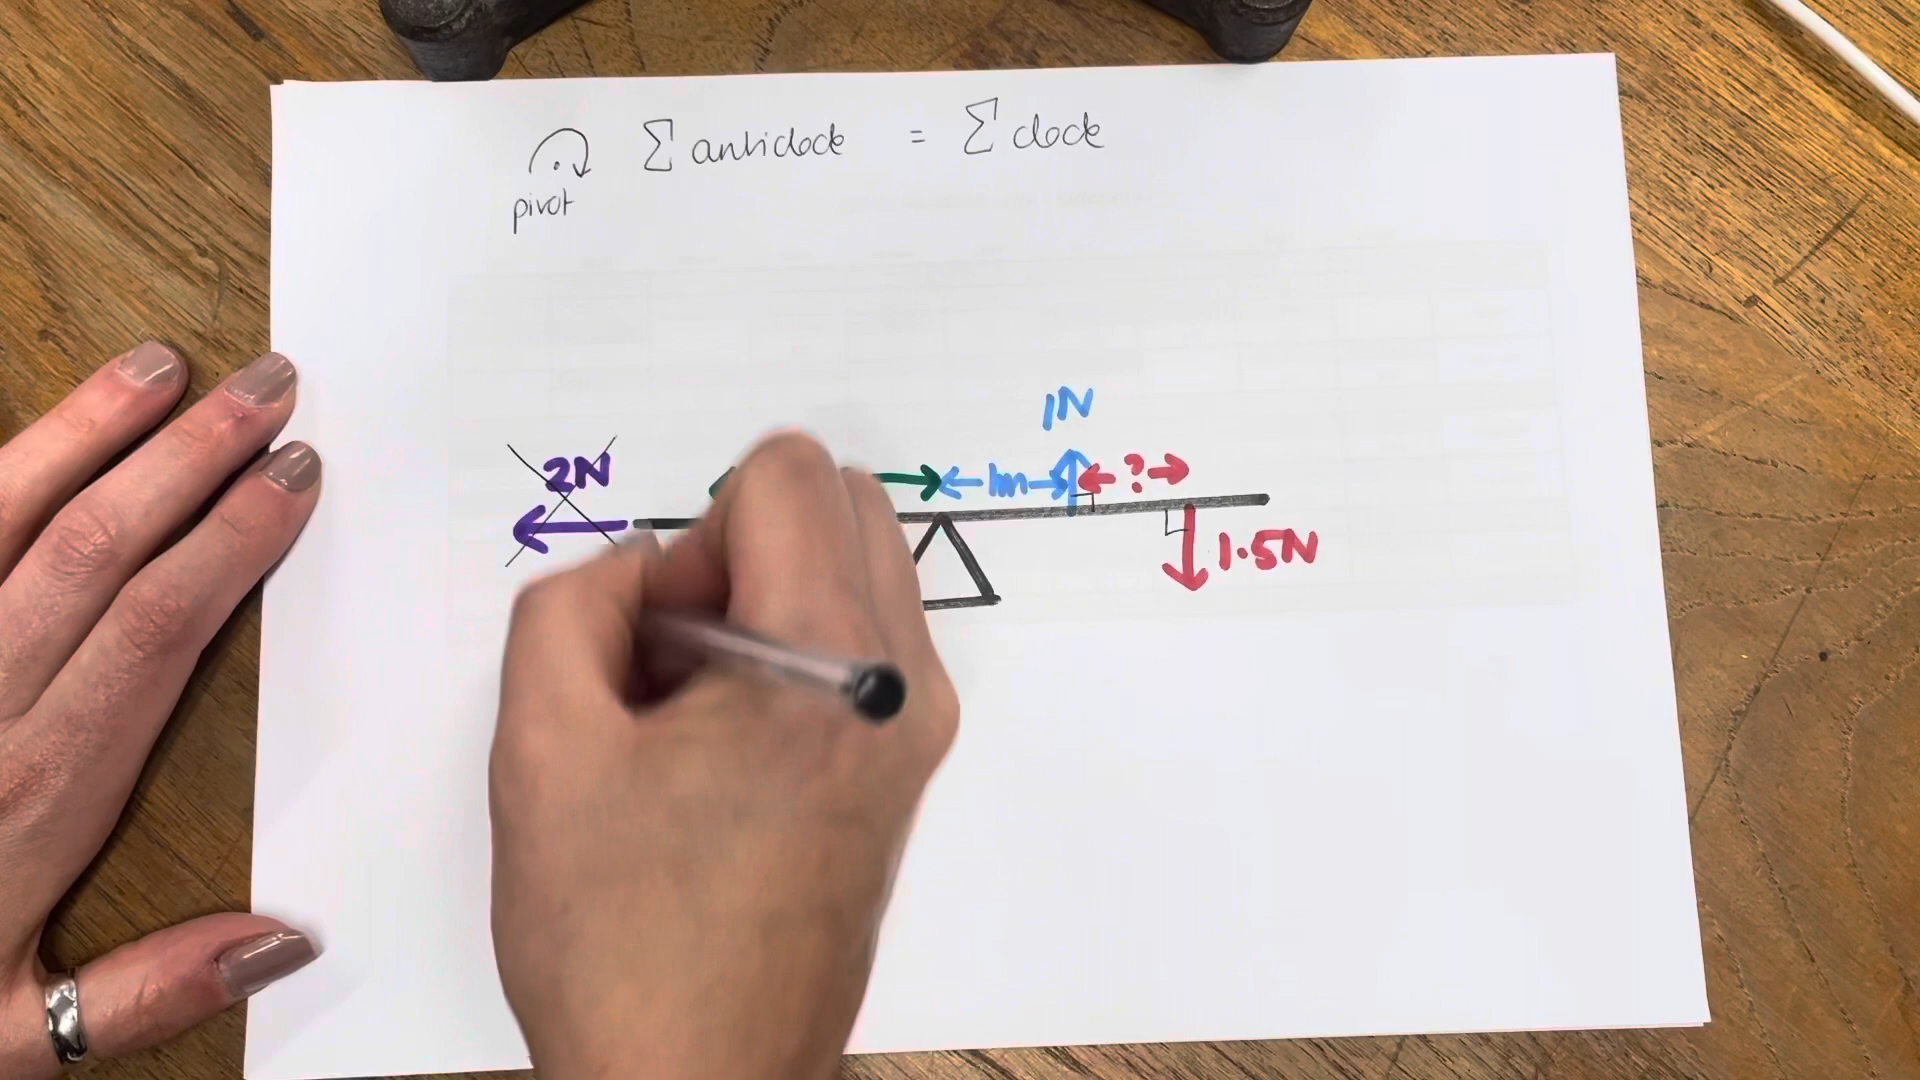 ∑ anticlock = ∑ clock
pivot
1N
2N
1m
?
1.5N